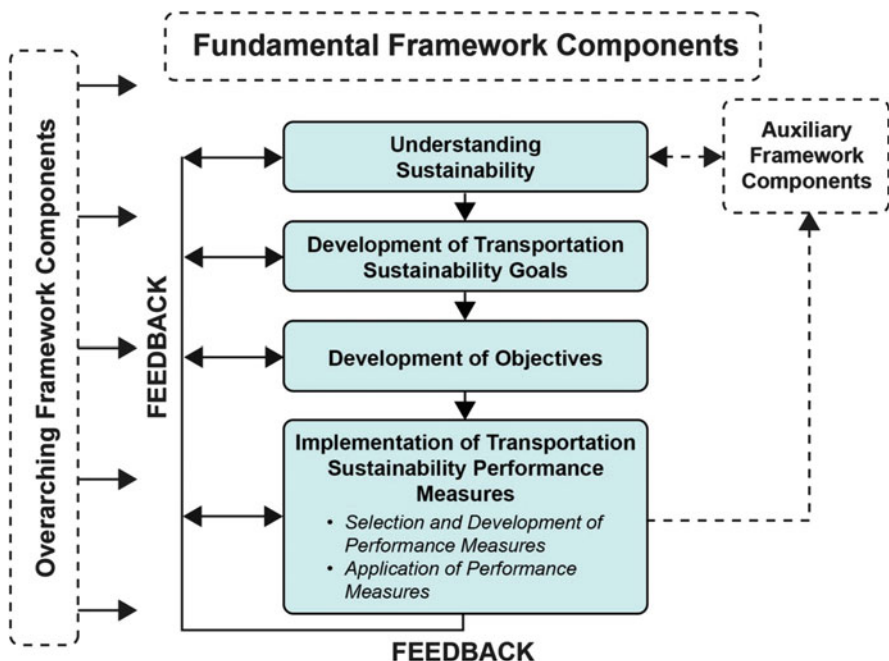 Fundamental Framework Components
Overarching Framework Components
FEEDBACK
Understanding
Sustainability
Auxiliary
Framework
Components
Development of Transportation
Sustainability Goals
Development of Objectives
Implementation of Transportation
Sustainability Performance
Measures
• Selection and Development of
Performance Measures
• Application of Performance
Measures
FEEDBACK